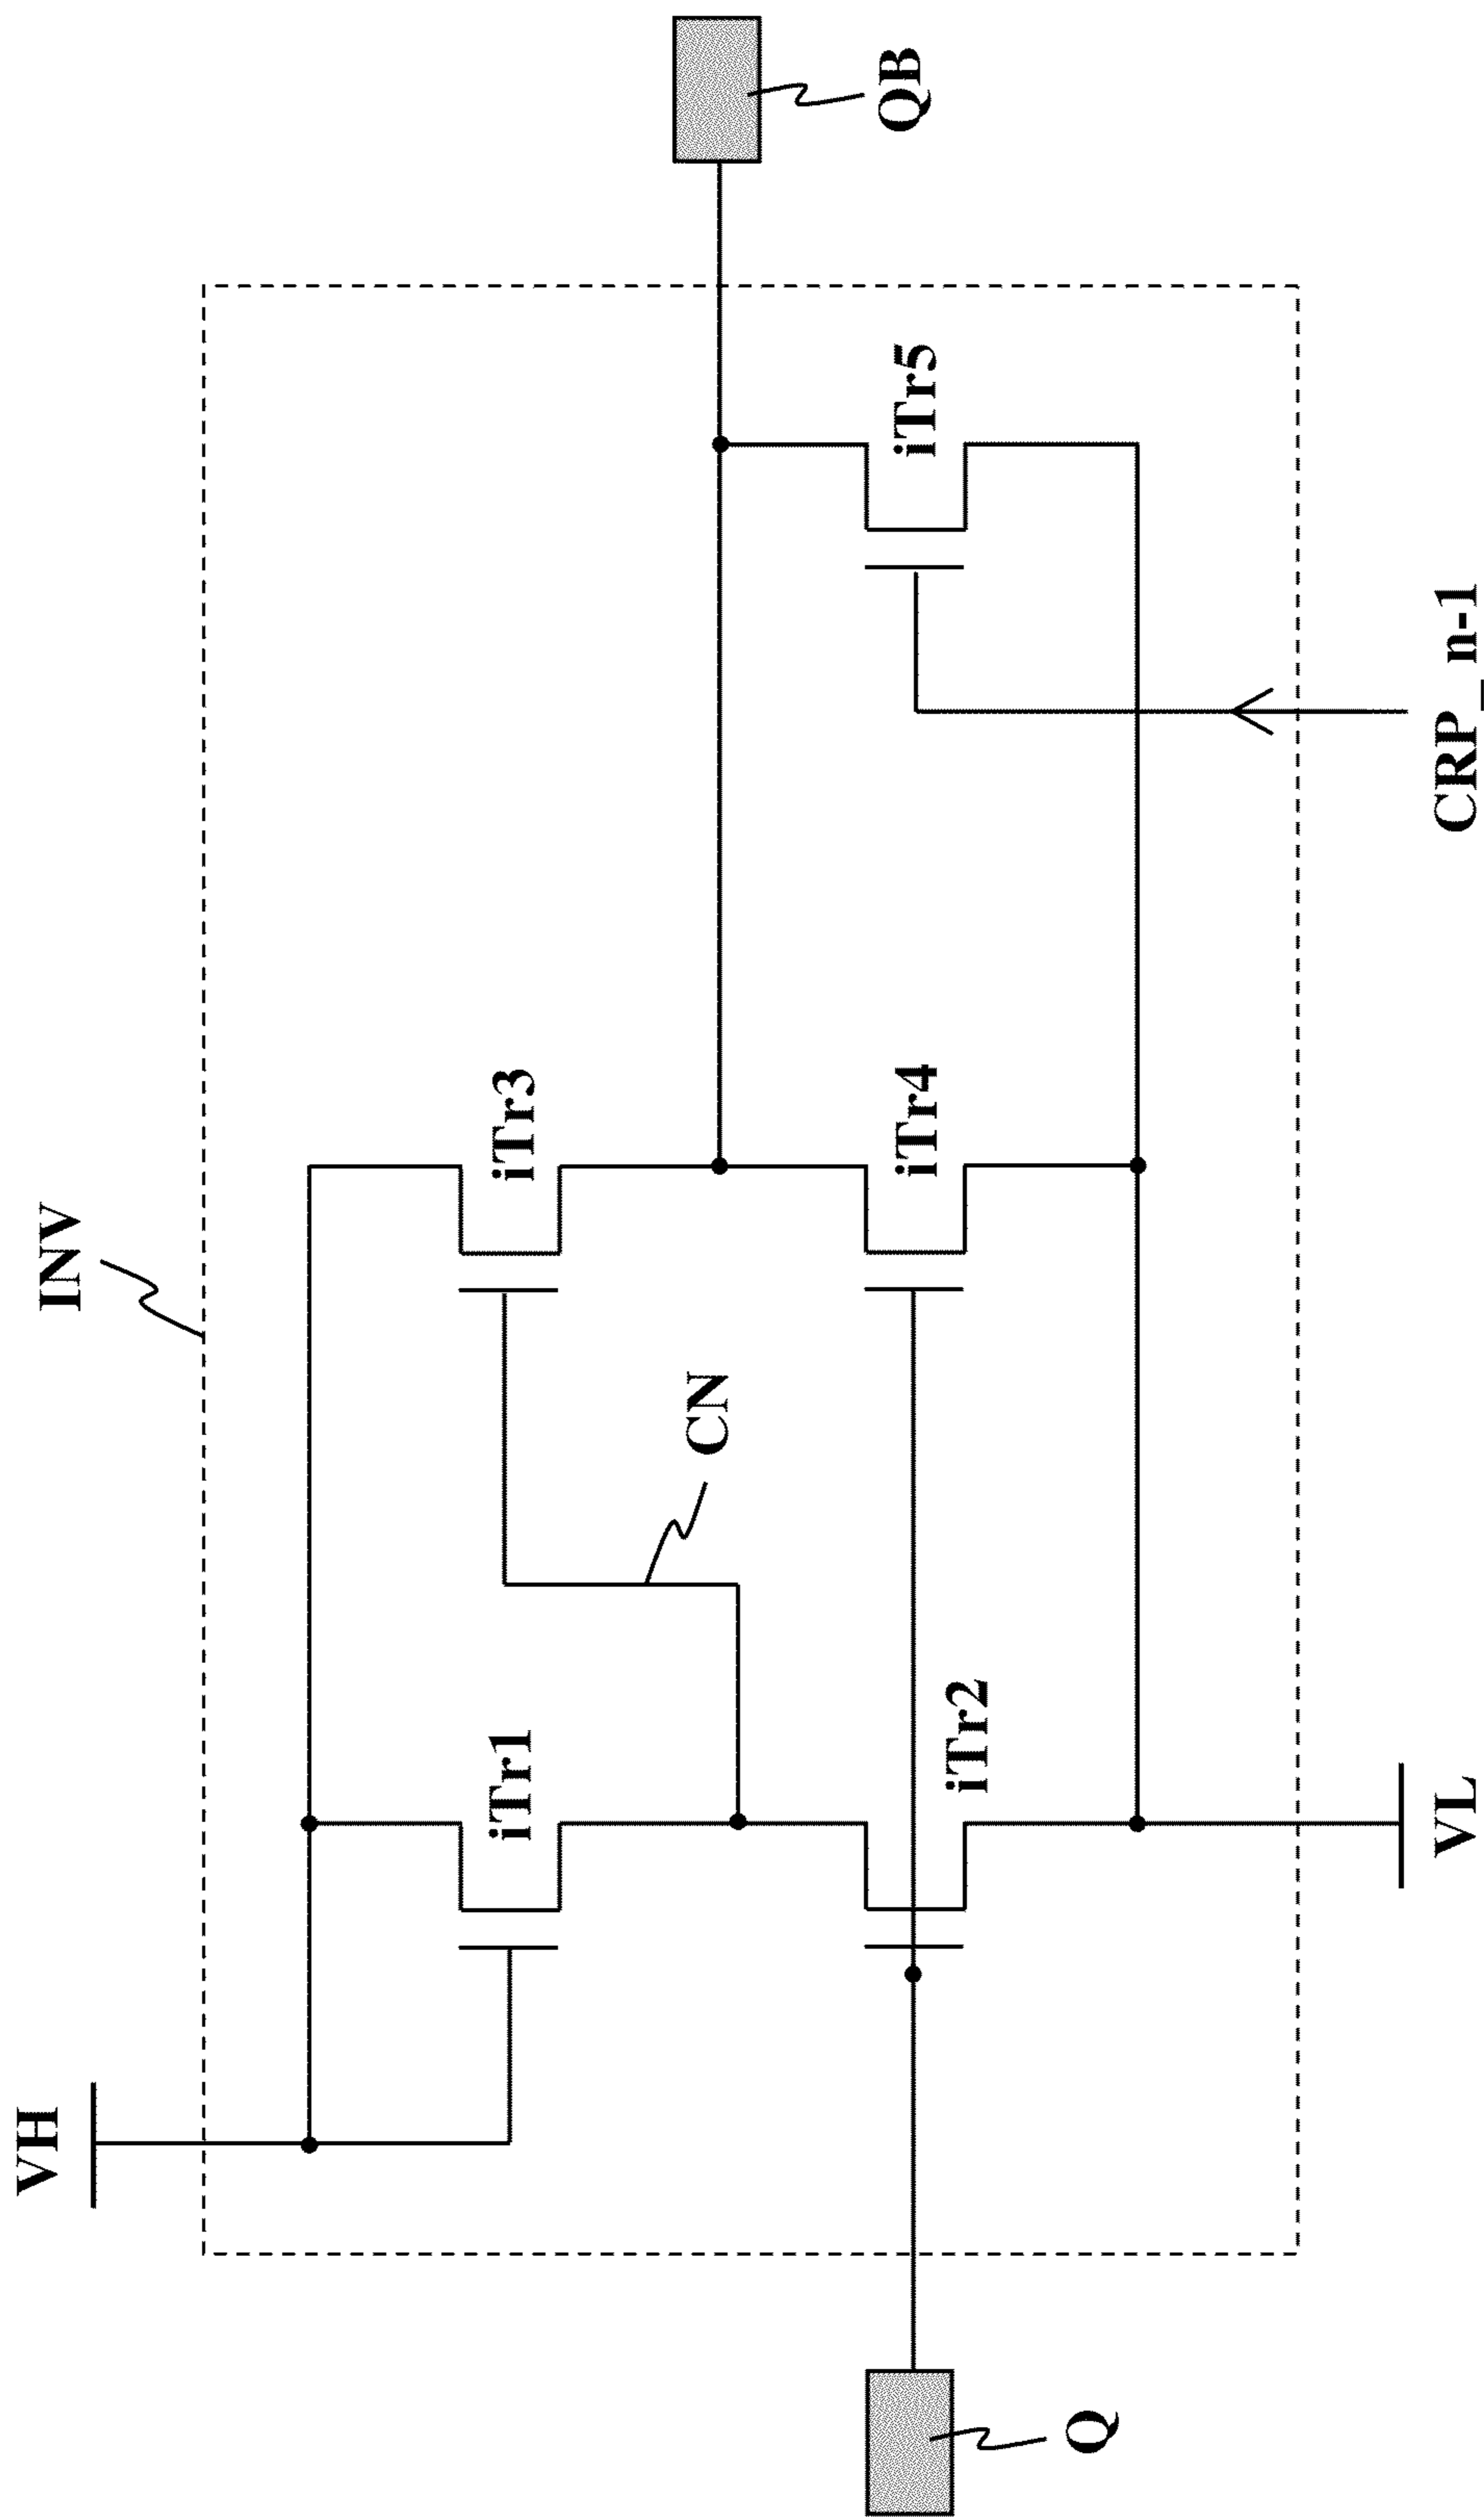 VH
INV
iTr1
iTr3
CN
QB
iTr2
iTr4
iTr5
Q
VL
CRP_n-1